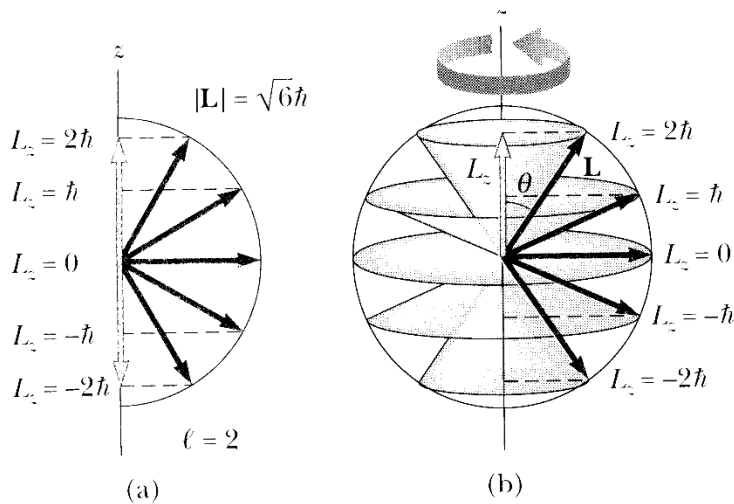 z
|L| = √6ħ
L_z = 2ħ
L_z = ħ
L_z = 0
L_z = −ħ
L_z = −2ħ
ℓ = 2
(a)
z
L_z = 2ħ
L_z
θ
L
L_z = ħ
L_z = 0
L_z = −ħ
L_z = −2ħ
(b)